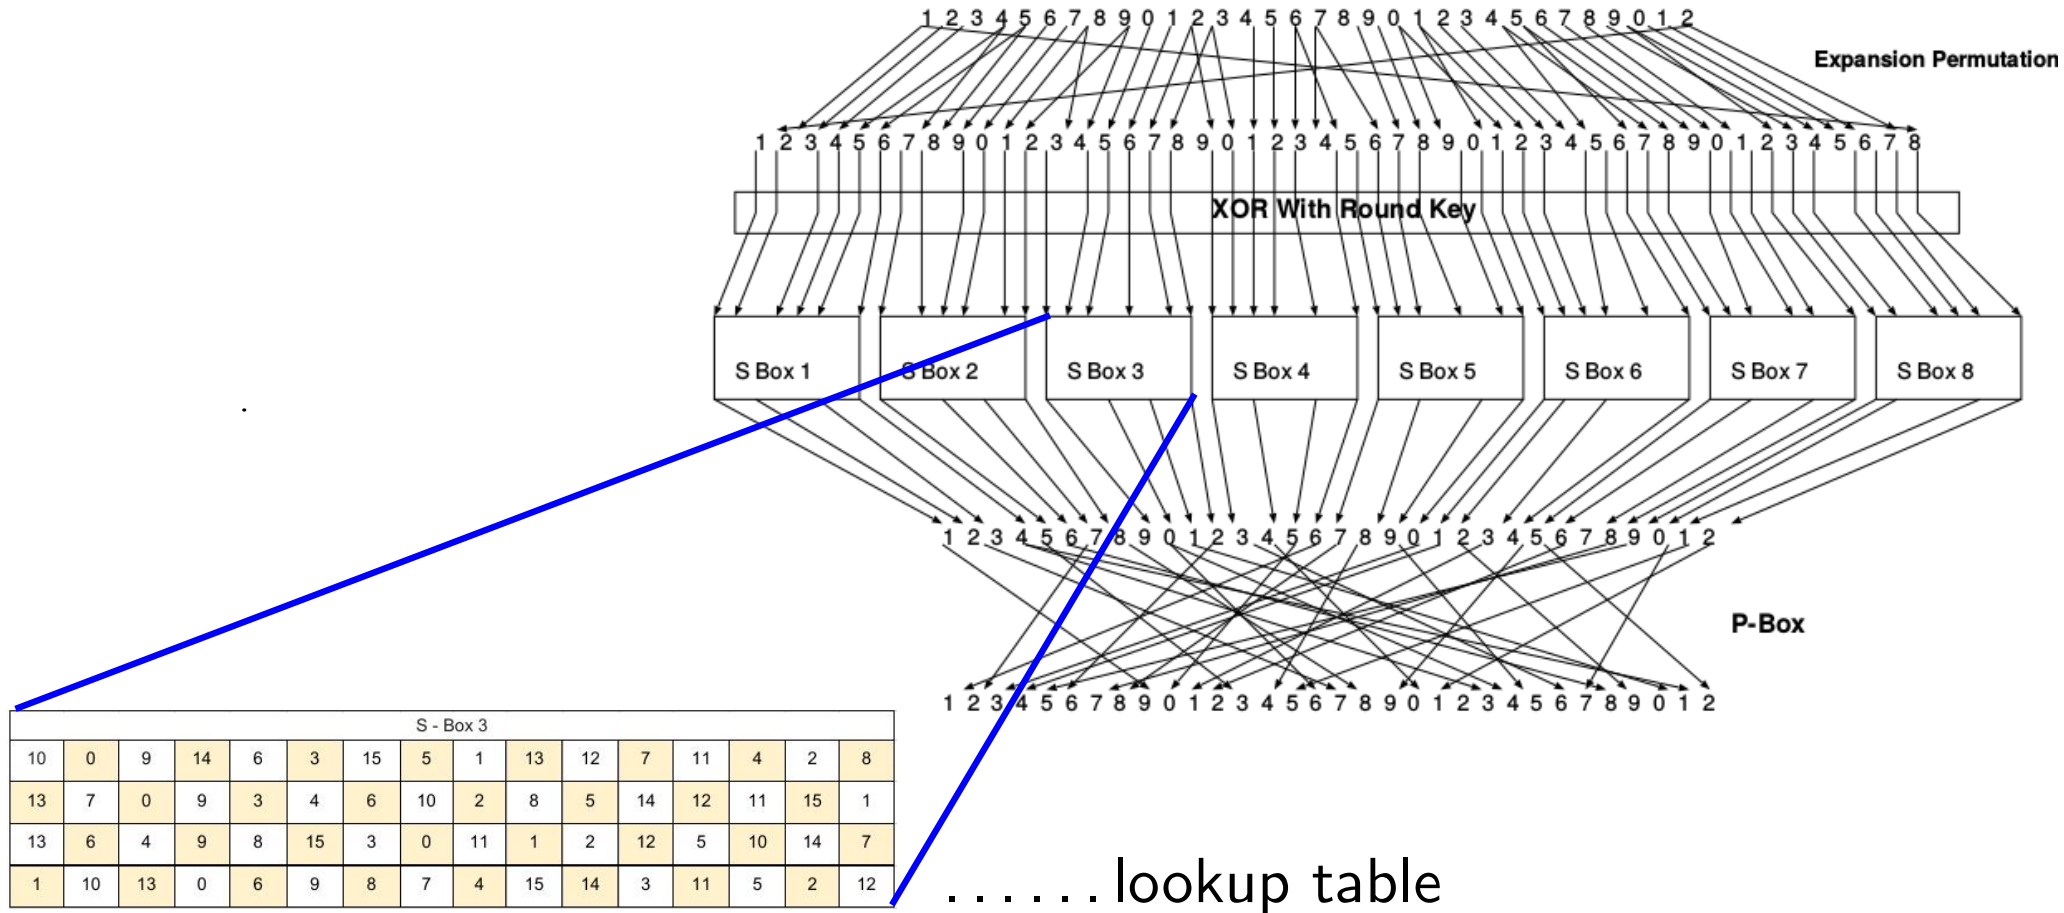 1 2 3 4 5 6 7 8 9 0 1 2 3 4 5 6 7 8 9 0 1 2 3 4 5 6 7 8 9 0 1 2
Expansion Permutation
1 2 3 4 5 6 7 8 9 0 1 2 3 4 5 6 7 8 9 0 1 2 3 4 5 6 7 8 9 0 1 2 3 4 5 6 7 8 9 0 1 2 3 4 5 6 7 8
XOR With Round Key
S Box 1 S Box 2 S Box 3 S Box 4 S Box 5 S Box 6 S Box 7 S Box 8
1 2 3 4 5 6 7 8 9 0 1 2 3 4 5 6 7 8 9 0 1 2 3 4 5 6 7 8 9 0 1 2
P-Box
1 2 3 4 5 6 7 8 9 0 1 2 3 4 5 6 7 8 9 0 1 2 3 4 5 6 7 8 9 0 1 2
S - Box 3
10 0 9 14 6 3 15 5 1 13 12 7 11 4 2 8
13 7 0 9 3 4 6 10 2 8 5 14 12 11 15 1
13 6 4 9 8 15 3 0 11 1 2 12 5 10 14 7
1 10 13 0 6 9 8 7 4 15 14 3 11 5 2 12
. . . . . . lookup table